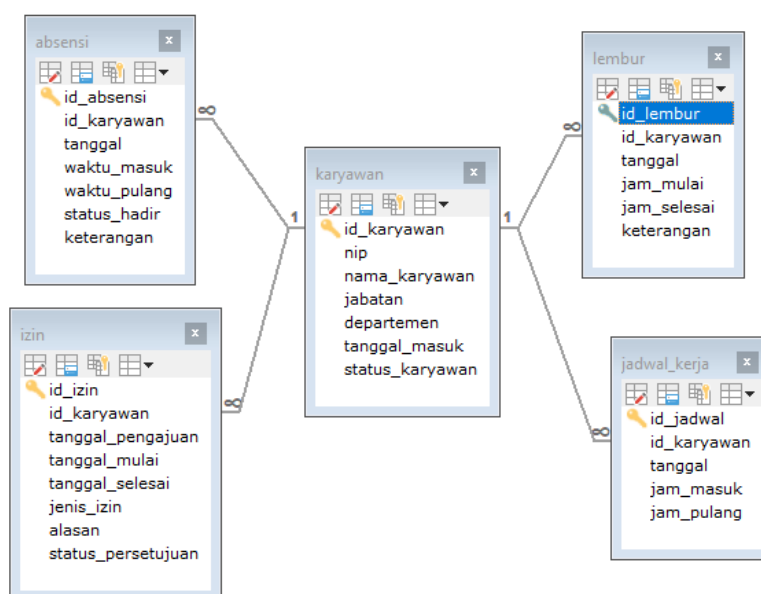 absensi
id_absensi
id_karyawan
tanggal
waktu_masuk
waktu_pulang
status_hadir
keterangan
∞
izin
id_izin
id_karyawan
tanggal_pengajuan
tanggal_mulai
tanggal_selesai
jenis_izin
alasan
status_persetujuan
∞
1
karyawan
id_karyawan
nip
nama_karyawan
jabatan
departemen
tanggal_masuk
status_karyawan
1
∞
lembur
id_lembur
id_karyawan
tanggal
jam_mulai
jam_selesai
keterangan
∞
jadwal_kerja
id_jadwal
id_karyawan
tanggal
jam_masuk
jam_pulang